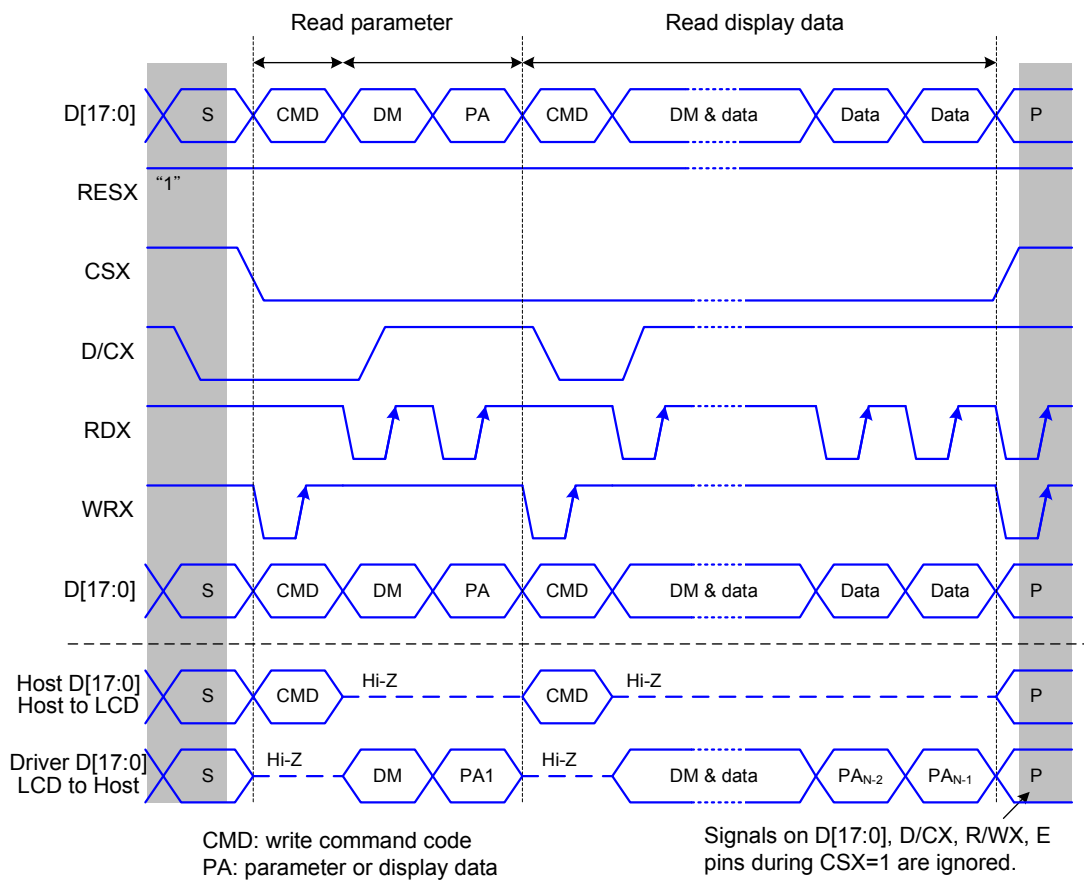 Read parameter
Read display data
D[17:0]
S
CMD
DM
PA
CMD
DM & data
Data
Data
P
RESX
“1”
CSX
D/CX
RDX
WRX
D[17:0]
S
CMD
DM
PA
CMD
DM & data
Data
Data
P
Host D[17:0]
Host to LCD
S
CMD
Hi-Z
CMD
Hi-Z
P
Driver D[17:0]
LCD to Host
S
Hi-Z
DM
PA1
Hi-Z
DM & data
PAN-2
PAN-1
P
CMD: write command code
PA: parameter or display data
Signals on D[17:0], D/CX, R/WX, E
pins during CSX=1 are ignored.